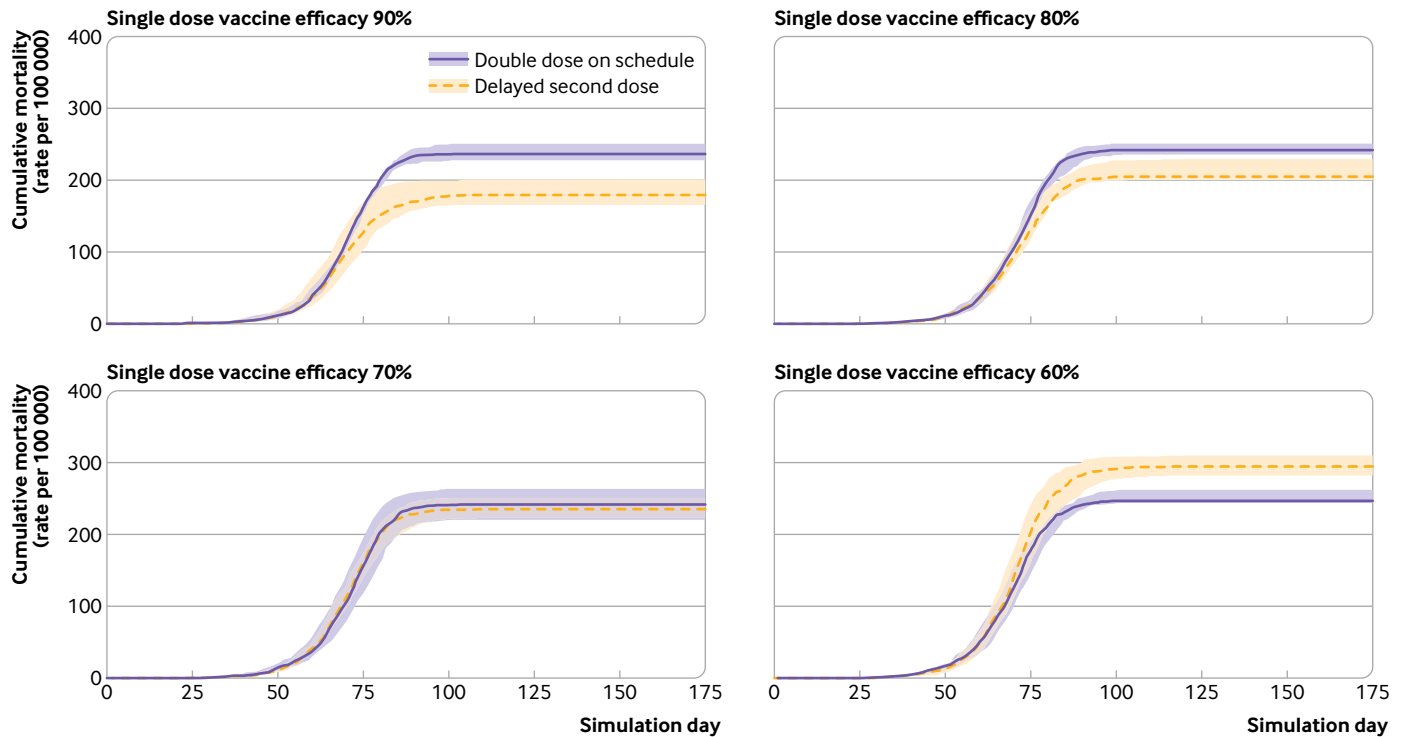 Single dose vaccine efficacy 90%
Cumulative mortality
(rate per 100 000)
400
300
200
100
0
Double dose on schedule
Delayed second dose
Single dose vaccine efficacy 80%
Single dose vaccine efficacy 70%
Cumulative mortality
(rate per 100 000)
400
300
200
100
0
0 25 50 75 100 125 150 175
Simulation day
Single dose vaccine efficacy 60%
0 25 50 75 100 125 150 175
Simulation day